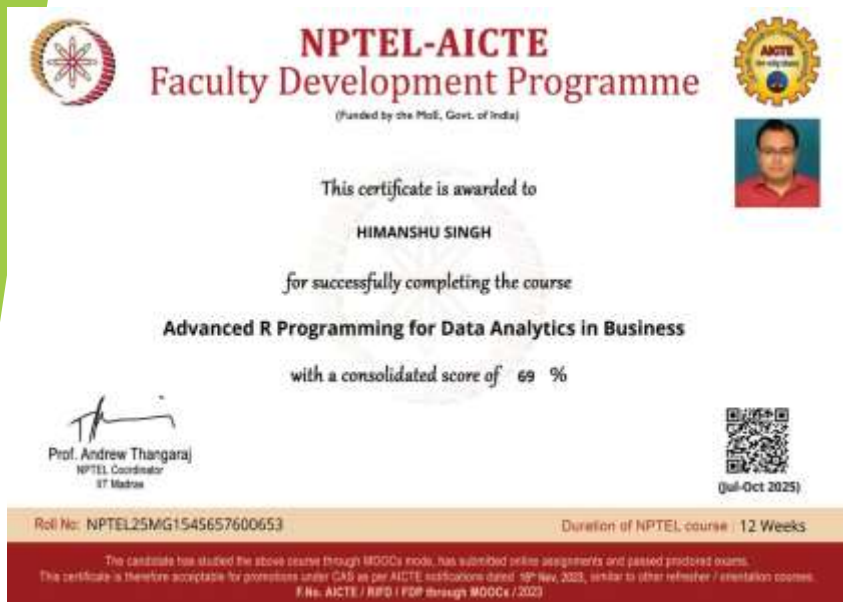 NPTEL-AICTE
Faculty Development Programme
(Funded by the MoE, Govt. of India)
AICTE
This certificate is awarded to
HIMANSHU SINGH
for successfully completing the course
Advanced R Programming for Data Analytics in Business
with a consolidated score of 69 %
Prof. Andrew Thangaraj
NPTEL Coordinator
IIT Madras
(Jul-Oct 2025)
Roll No: NPTEL25MG1545657600653
Duration of NPTEL course : 12 Weeks
The candidate has studied the above course through MOOCs mode, has submitted online assignments and passed proctored exams.
This certificate is therefore acceptable for promotions under CAS as per AICTE notifications dated 16th Nov, 2023, similar to other refresher / orientation courses.
F.No. AICTE / RIFD / FDP through MOOCs / 2023